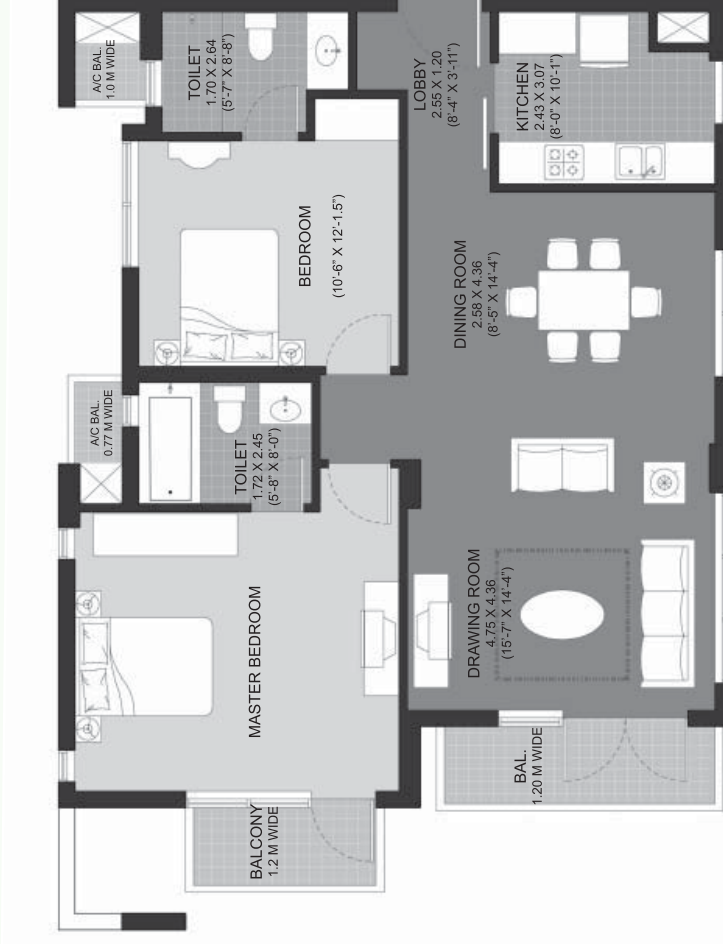 A/C BAL.
1.0 M WIDE
TOILET
1.70 X 2.64
(5'-7" X 8'-8")
LOBBY
2.55 X 1.20
(8'-4" X 3'-11")
KITCHEN
2.43 X 3.07
(8'-0" X 10'-1")
BEDROOM
(10'-6" X 12'-1.5")
DINING ROOM
2.58 X 4.36
(8'-5" X 14'-4")
A/C BAL.
0.77 M WIDE
TOILET
1.72 X 2.45
(5'-8" X 8'-0")
MASTER BEDROOM
DRAWING ROOM
4.75 X 4.36
(15'-7" X 14'-4")
BAL.
1.20 M WIDE
BALCONY
1.2 M WIDE